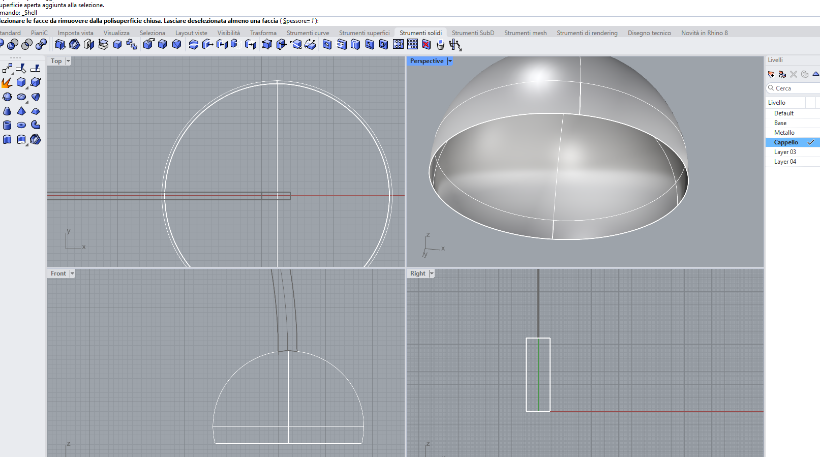 uperficie aperta aggiunta alla selezione.
mando: _Shell
lezionare le facce da rimuovere dalla polisuperficie chiusa. Lasciare deselezionata almeno una faccia ( Spessore=1 ):
tandard PianiC Imposta vista Visualizza Seleziona Layout viste Visibilità Trasforma Strumenti curve Strumenti superfici Strumenti solidi Strumenti SubD Strumenti mesh Strumenti di rendering Disegno tecnico Novità in Rhino 8
Top
Perspective
Livelli
Cerca
Livello
Default
Base
Metallo
Cappello
Layer 03
Layer 04
y
x
z
x
Front
Right
z
z